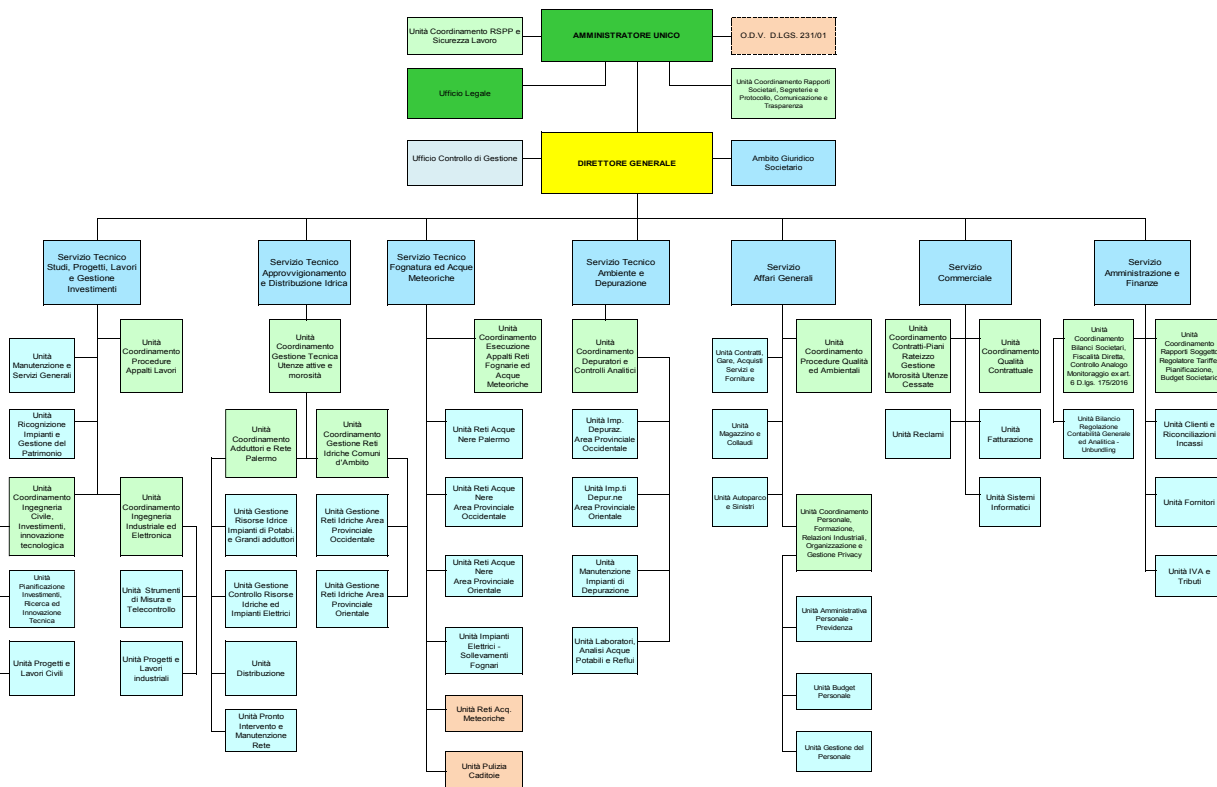 Unità Coordinamento RSPP e
Sicurezza Lavoro
AMMINISTRATORE UNICO
O.D.V. D.LGS. 231/01
Ufficio Legale
Unità Coordinamento Rapporti
Societari, Segreterie e
Protocollo, Comunicazione e
Trasparenza
Ufficio Controllo di Gestione
DIRETTORE GENERALE
Ambito Giuridico
Societario
Servizio Tecnico
Studi, Progetti, Lavori
e Gestione
Investimenti
Servizio Tecnico
Approvvigionamento
e Distribuzione Idrica
Servizio Tecnico
Fognatura ed Acque
Meteoriche
Servizio Tecnico
Ambiente e
Depurazione
Servizio
Affari Generali
Servizio
Commerciale
Servizio
Amministrazione e
Finanze
Unità
Manutenzione e
Servizi Generali
Unità
Coordinamento
Procedure
Appalti Lavori
Unità
Coordinamento
Gestione Tecnica
Utenze attive e
morosità
Unità
Coordinamento
Esecuzione
Appalti Reti
Fognarie ed
Acque
Meteoriche
Unità
Coordinamento
Depuratori e
Controlli Analitici
Unità Contratti,
Gare, Acquisti
Servizi e
Forniture
Unità
Coordinamento
Procedure Qualità
ed Ambientali
Unità
Coordinamento
Contratti-Piani
Rateizzo
Gestione
Morosità Utenze
Cessate
Unità
Coordinamento
Qualità
Contrattuale
Unità
Coordinamento
Bilanci Societari,
Fiscalità Diretta,
Controllo Analogo
Monitoraggio ex art.
6 D.lgs. 175/2016
Unità
Coordinamento
Rapporti Soggetto
Regolatore Tariffe,
Pianificazione,
Budget Societario
Unità
Ricognizione
Impianti e
Gestione del
Patrimonio
Unità
Coordinamento
Adduttori e Rete
Palermo
Unità
Coordinamento
Gestione Reti
Idriche Comuni
d'Ambito
Unità Reti Acque
Nere Palermo
Unità Imp.
Depuraz.
Area Provinciale
Occidentale
Unità
Magazzino e
Collaudi
Unità Reclami
Unità
Fatturazione
Unità Bilancio
Regolazione
Contabilità Generale
ed Analitica -
Unbundling
Unità Clienti e
Riconciliazioni
Incassi
Unità
Coordinamento
Ingegneria
Civile,
Investimenti,
innovazione
tecnologica
Unità
Coordinamento
Ingegneria
Industriale ed
Elettronica
Unità Gestione
Risorse Idrice
Impianti di Potabi.
e Grandi adduttori
Unità Gestione
Reti Idriche Area
Provinciale
Occidentale
Unità Reti Acque
Nere
Area Provinciale
Occidentale
Unità Imp.ti
Depur.ne
Area Provinciale
Orientale
Unità Autoparco
e Sinistri
Unità Coordinamento
Personale,
Formazione,
Relazioni Industriali,
Organizzazione e
Gestione Privacy
Unità Sistemi
Informatici
Unità Fornitori
Unità
Pianificazione
Investimenti,
Ricerca ed
Innovazione
Tecnica
Unità Strumenti
di Misura e
Telecontrollo
Unità Gestione
Controllo Risorse
Idriche ed
Impianti Elettrici
Unità Gestione
Reti Idriche Area
Provinciale
Orientale
Unità Reti Acque
Nere
Area Provinciale
Orientale
Unità
Manutenzione
Impianti di
Depurazione
Unità IVA e
Tributi
Unità Amministrativa
Personale -
Previdenza
Unità Progetti e
Lavori Civili
Unità Progetti e
Lavori
industriali
Unità
Distribuzione
Unità Impianti
Elettrici -
Sollevamenti
Fognari
Unità Laboratori,
Analisi Acque
Potabili e Reflui
Unità Budget
Personale
Unità Pronto
Intervento e
Manutenzione
Rete
Unità Reti Acq.
Meteoriche
Unità Gestione del
Personale
Unità Pulizia
Caditoie